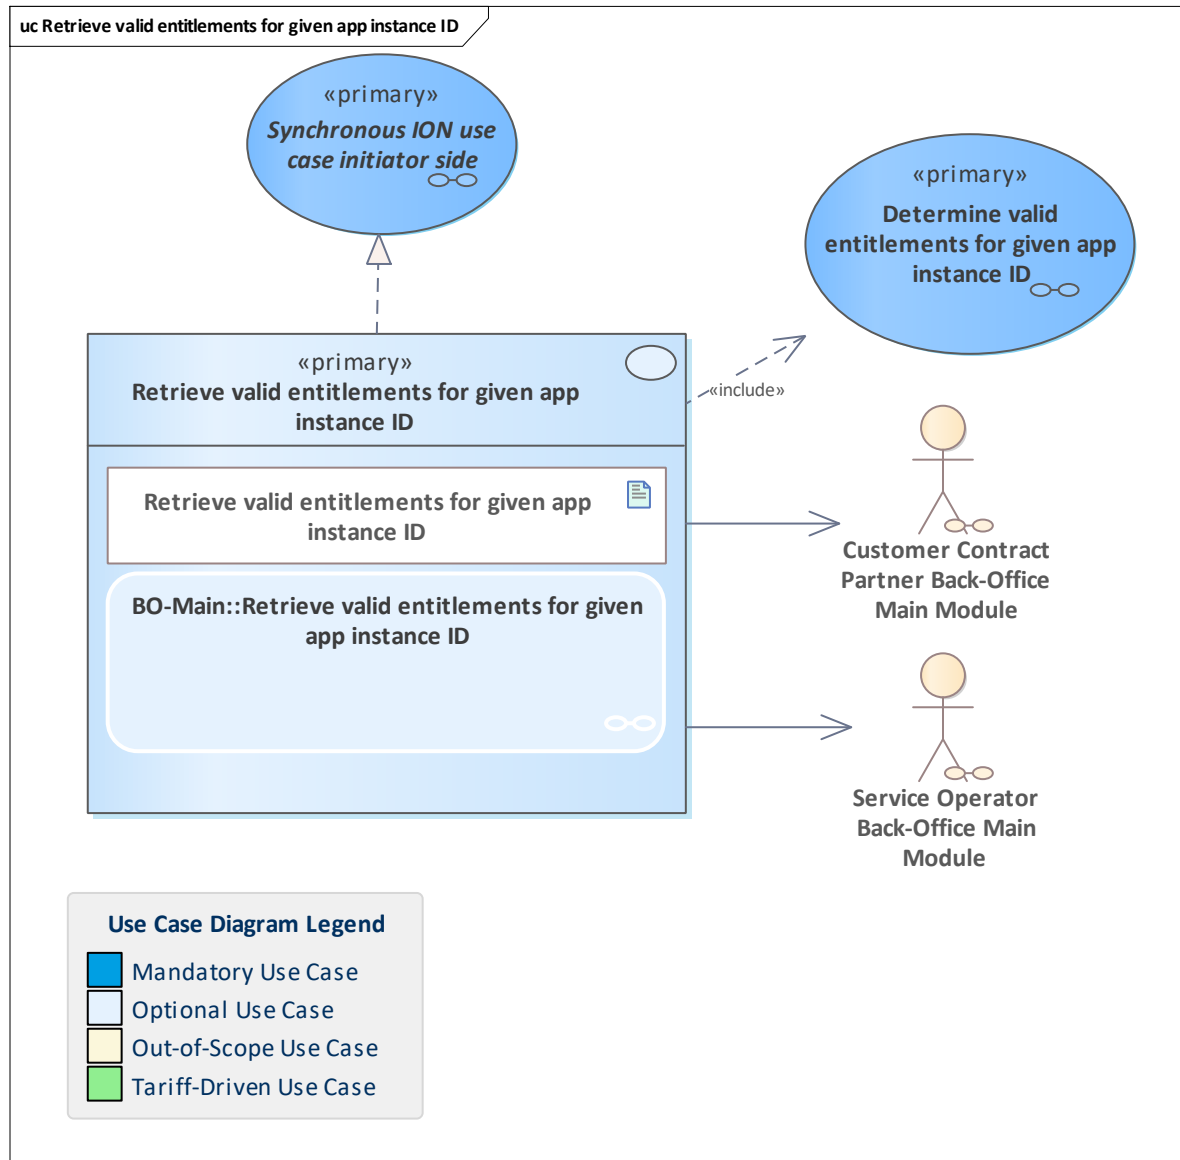 uc Retrieve valid entitlements for given app instance ID
«primary»
Synchronous ION use
case initiator side
«primary»
Determine valid
entitlements for given app
instance ID
«primary»
Retrieve valid entitlements for given app
instance ID
«include»
Retrieve valid entitlements for given app
instance ID
BO-Main::Retrieve valid entitlements for given
app instance ID
Customer Contract
Partner Back-Office
Main Module
Service Operator
Back-Office Main
Module
Use Case Diagram Legend
Mandatory Use Case
Optional Use Case
Out-of-Scope Use Case
Tariff-Driven Use Case